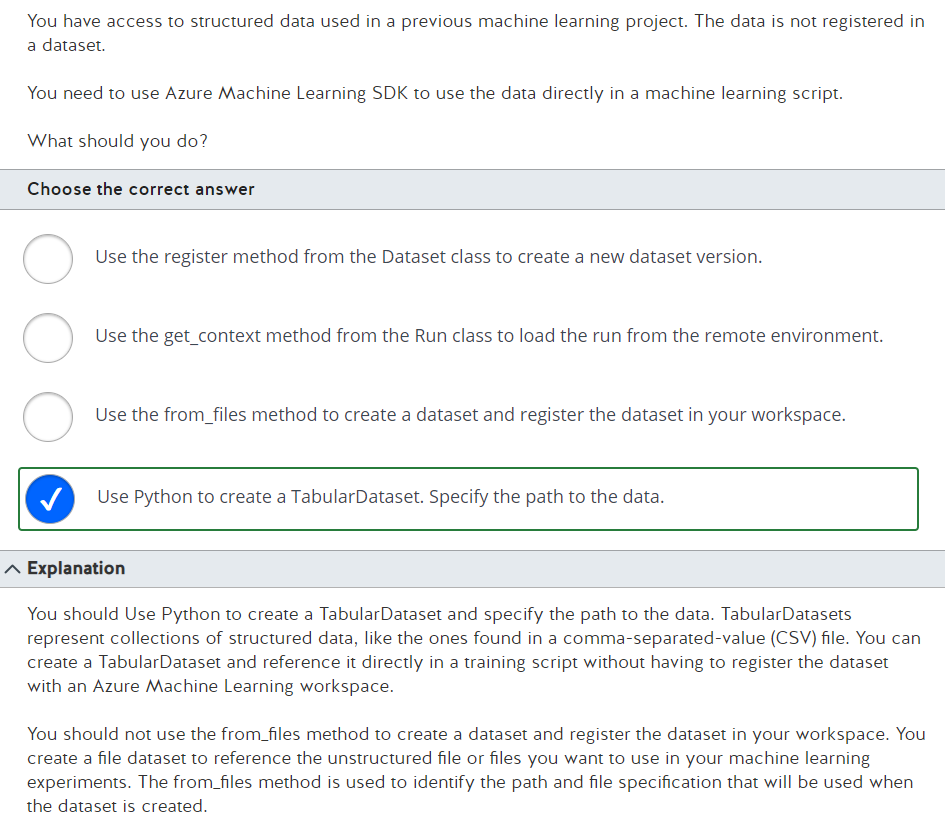 You have access to structured data used in a previous machine learning project. The data is not registered in
a dataset.
You need to use Azure Machine Learning SDK to use the data directly in a machine learning script.
What should you do?
Choose the correct answer
Use the register method from the Dataset class to create a new dataset version.
Use the get_context method from the Run class to load the run from the remote environment.
Use the from_files method to create a dataset and register the dataset in your workspace.
Use Python to create a TabularDataset. Specify the path to the data.
Explanation
You should Use Python to create a TabularDataset and specify the path to the data. TabularDatasets
represent collections of structured data, like the ones found in a comma-separated-value (CSV) file. You can
create a TabularDataset and reference it directly in a training script without having to register the dataset
with an Azure Machine Learning workspace.
You should not use the from_files method to create a dataset and register the dataset in your workspace. You
create a file dataset to reference the unstructured file or files you want to use in your machine learning
experiments. The from_files method is used to identify the path and file specification that will be used when
the dataset is created.